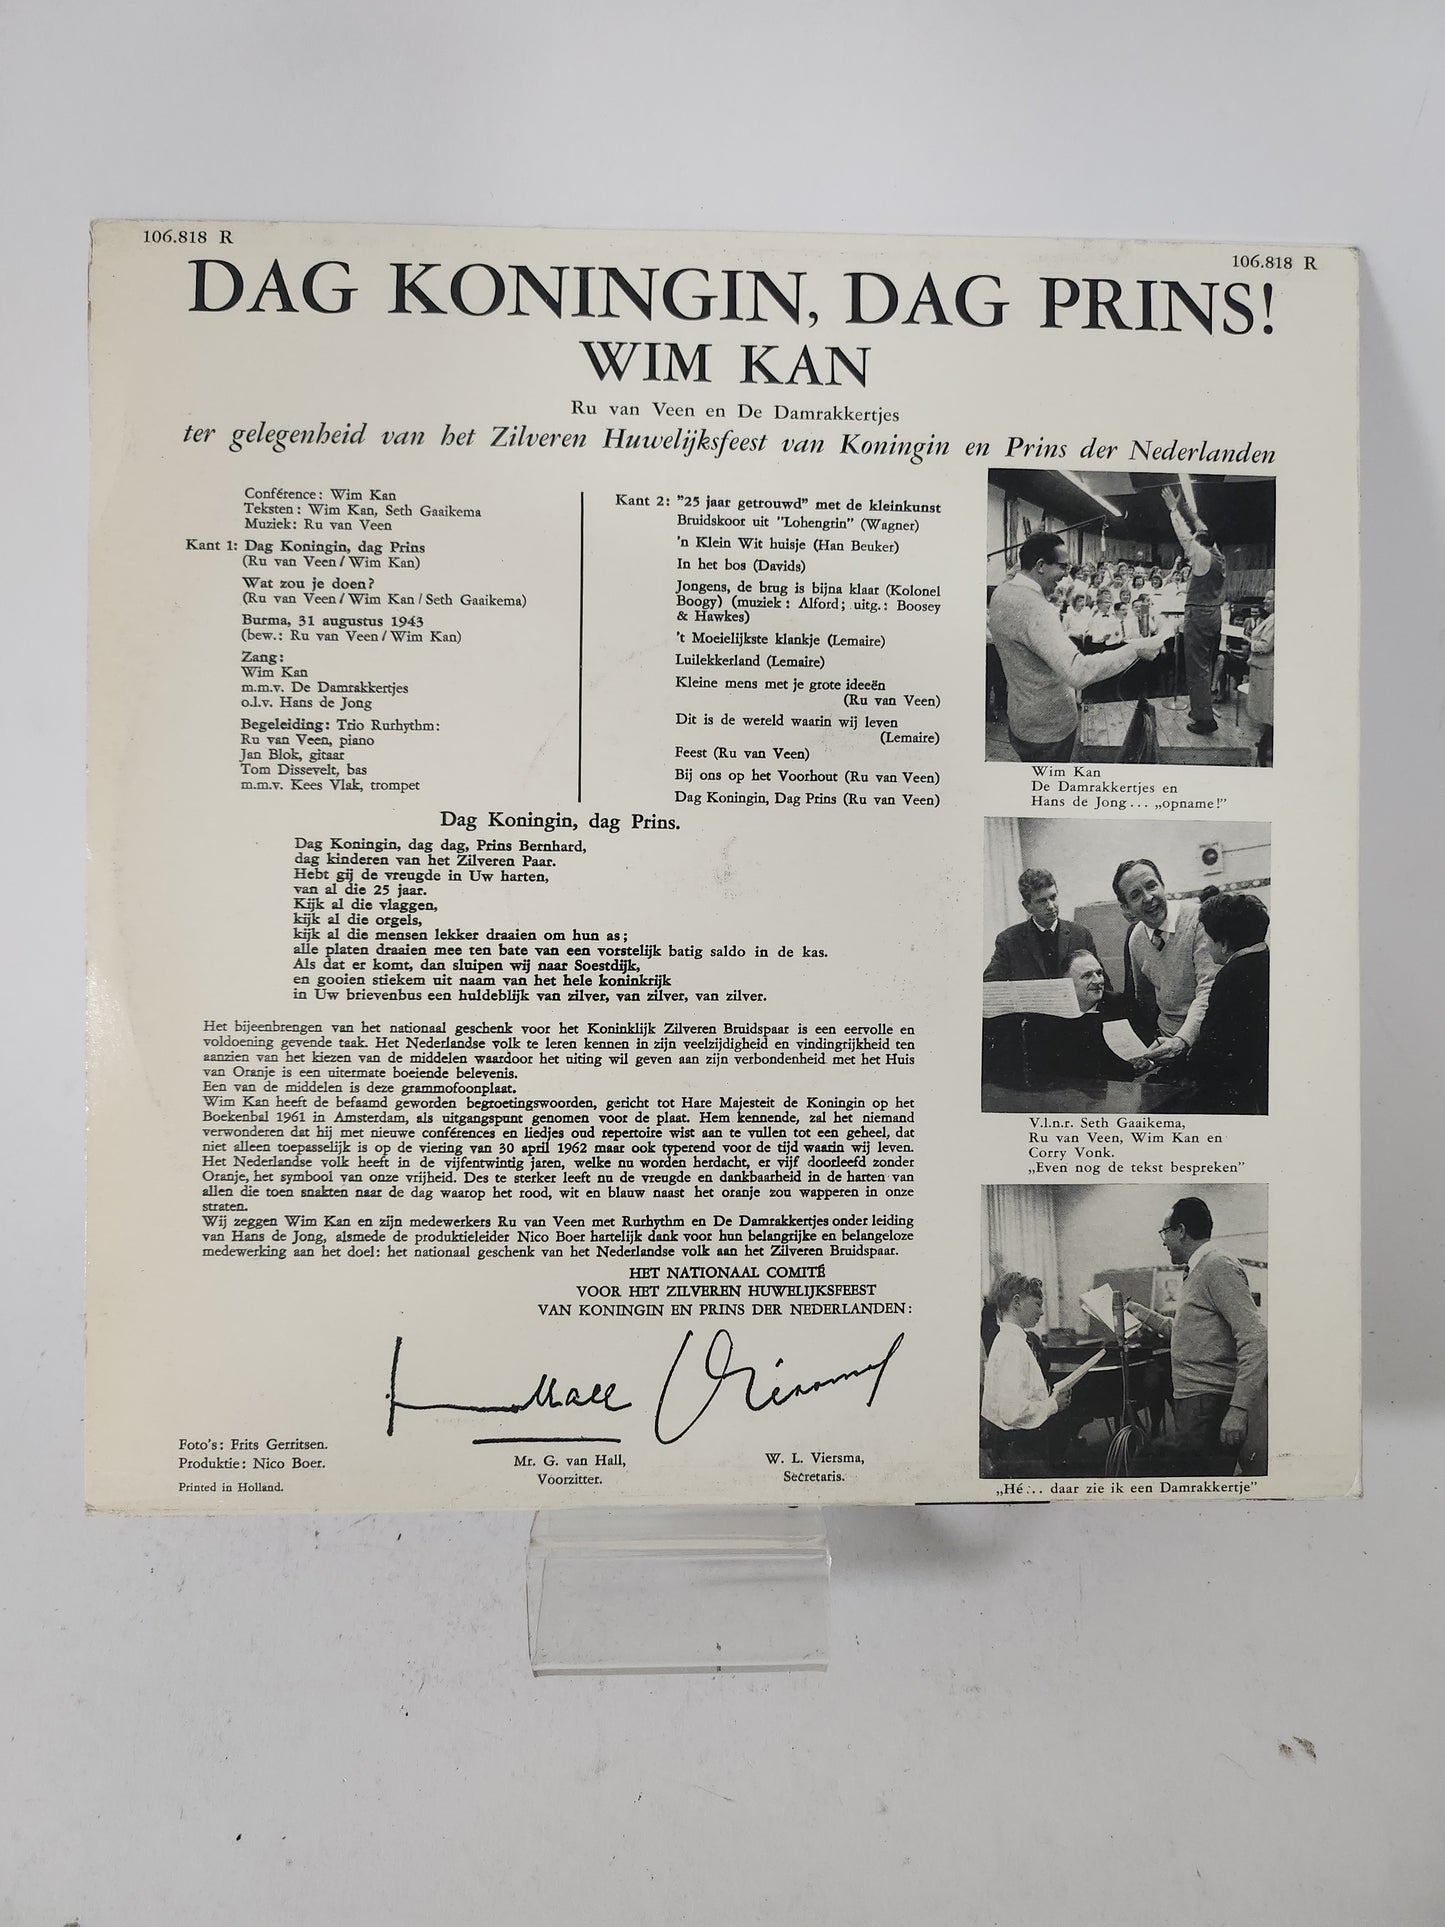 106.818 R
106.818 R
DAG KONINGIN, DAG PRINS!
WIM KAN
Ru van Veen en De Damrakkertjes
ter gelegenheid van het Zilveren Huwelijksfeest van Koningin en Prins der Nederlanden
Conférence: Wim Kan
Teksten: Wim Kan, Seth Gaaikema
Muziek: Ru van Veen
Kant 1: Dag Koningin, dag Prins
(Ru van Veen/Wim Kan)
Wat zou je doen?
(Ru van Veen/Wim Kan/Seth Gaaikema)
Burma, 31 augustus 1943
(bew.: Ru van Veen/Wim Kan)
Zang:
Wim Kan
m.m.v. De Damrakkertjes
o.l.v. Hans de Jong
Begeleiding: Trio Rurhythm:
Ru van Veen, piano
Jan Blok, gitaar
Tom Dissevelt, bas
m.m.v. Kees Vlak, trompet
Kant 2: "25 jaar getrouwd" met de kleinkunst
Bruidskoor uit "Lohengrin" (Wagner)
'n Klein Wit huisje (Han Beuker)
In het bos (Davids)
Jongens, de brug is bijna klaar (Kolonel
Boogy) (muziek: Alford; uitg.: Boosey
& Hawkes)
't Moeielijkste klankje (Lemaire)
Luilekkerland (Lemaire)
Kleine mens met je grote ideeën
(Ru van Veen)
Dit is de wereld waarin wij leven
(Lemaire)
Feest (Ru van Veen)
Bij ons op het Voorhout (Ru van Veen)
Dag Koningin, Dag Prins (Ru van Veen)
Wim Kan
De Damrakkertjes en
Hans de Jong... „opname!”
Dag Koningin, dag Prins.
Dag Koningin, dag dag, Prins Bernhard,
dag kinderen van het Zilveren Paar.
Hebt gij de vreugde in Uw harten,
van al die 25 jaar.
Kijk al die vlaggen,
kijk al die orgels,
kijk al die mensen lekker draaien om hun as;
alle platen draaien mee ten bate van een vorstelijk batig saldo in de kas.
Als dat er komt, dan sluipen wij naar Soestdijk,
en gooien stiekem uit naam van het hele koninkrijk
in Uw brievenbus een huldeblijk van zilver, van zilver, van zilver.
Het bijeenbrengen van het nationaal geschenk voor het Koninklijk Zilveren Bruidspaar is een eervolle en
voldoening gevende taak. Het Nederlandse volk te leren kennen in zijn veelzijdigheid en vindingrijkheid ten
aanzien van het kiezen van de middelen waardoor het uiting wil geven aan zijn verbondenheid met het Huis
van Oranje is een uitermate boeiende belevenis.
Een van de middelen is deze grammofoonplaat.
Wim Kan heeft de befaamd geworden begroetingswoorden, gericht tot Hare Majesteit de Koningin op het
Boekenbal 1961 in Amsterdam, als uitgangspunt genomen voor de plaat. Hem kennende, zal het niemand
verwonderen dat hij met nieuwe conférences en liedjes oud repertoire wist aan te vullen tot een geheel, dat
niet alleen toepasselijk is op de viering van 30 april 1962 maar ook typerend voor de tijd waarin wij leven.
Het Nederlandse volk heeft in de vijfentwintig jaren, welke nu worden herdacht, er vijf doorleefd zonder
Oranje, het symbool van onze vrijheid. Des te sterker leeft nu de vreugde en dankbaarheid in de harten van
allen die toen snakten naar de dag waarop het rood, wit en blauw naast het oranje zou wapperen in onze
straten.
Wij zeggen Wim Kan en zijn medewerkers Ru van Veen met Rurhythm en De Damrakkertjes onder leiding
van Hans de Jong, alsmede de produktieleider Nico Boer hartelijk dank voor hun belangrijke en belangeloze
medewerking aan het doel: het nationaal geschenk van het Nederlandse volk aan het Zilveren Bruidspaar.
HET NATIONAAL COMITÉ
VOOR HET ZILVEREN HUWELIJKSFEEST
VAN KONINGIN EN PRINS DER NEDERLANDEN:
V.l.n.r. Seth Gaaikema,
Ru van Veen, Wim Kan en
Corry Vonk.
„Even nog de tekst bespreken”
Foto's: Frits Gerritsen.
Produktie: Nico Boer.
Printed in Holland.
Mr. G. van Hall,
Voorzitter.
W. L. Viersma,
Secretaris.
„Hé... daar zie ik een Damrakkertje”